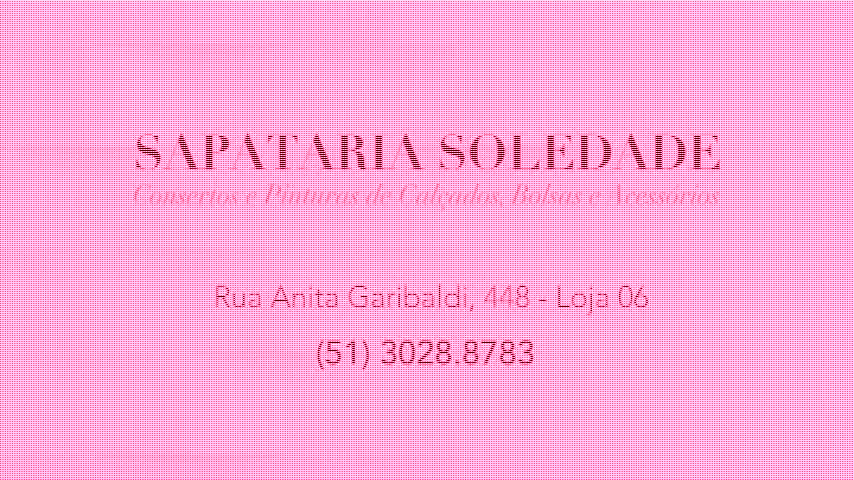 SAPATARIA SOLEDADE
Consertos e Pinturas de Calçados, Bolsas e Acessórios
Rua Anita Garibaldi, 448 - Loja 06
(51) 3028.8783